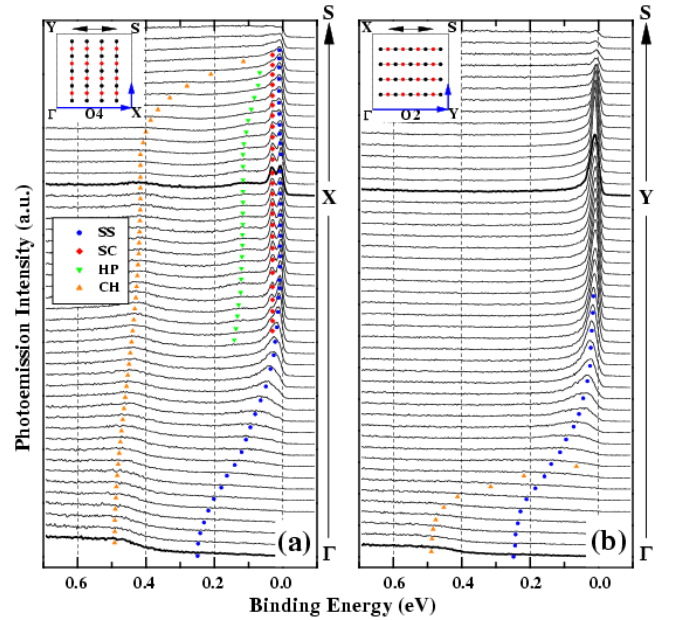 Y S
Γ O4 X
S
X
SS
SC
HP
CH
(a)
Γ
0.6 0.4 0.2 0.0
X S
Γ O2 Y
S
Y
(b)
Γ
0.6 0.4 0.2 0.0
Photoemission Intensity (a.u.)
Binding Energy (eV)